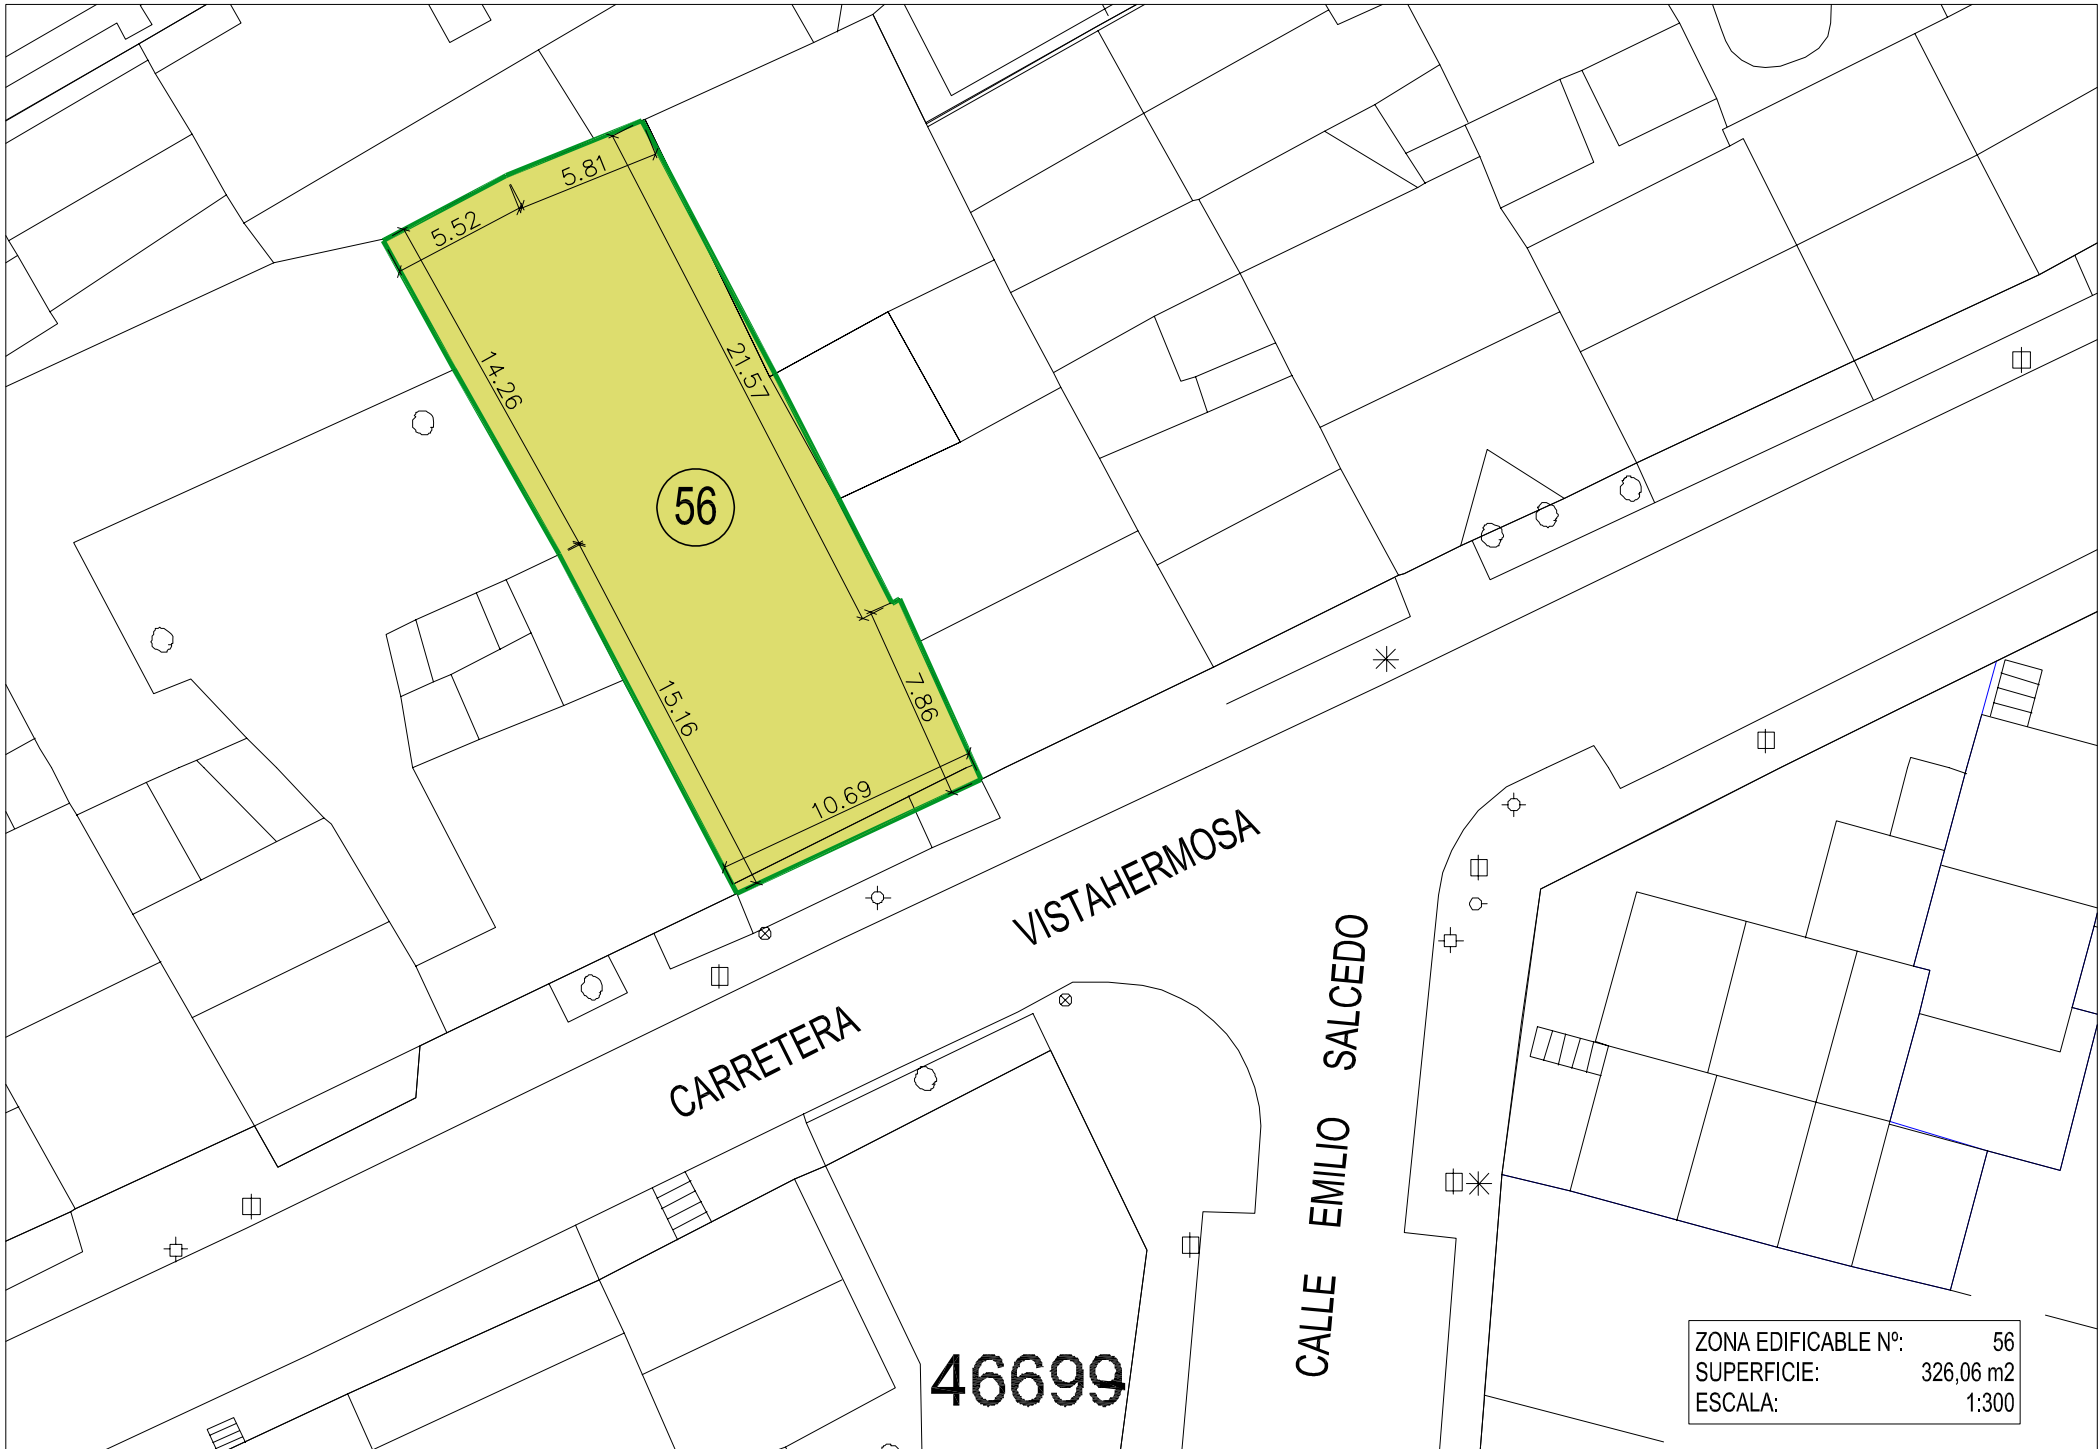 5.81
5.52
14.26
21.57
56
15.16
7.86
10.69
CARRETERA VISTAHERMOSA
CALLE EMILIO SALCEDO
46699
ZONA EDIFICABLE Nº: 56
SUPERFICIE: 326,06 m2
ESCALA: 1:300